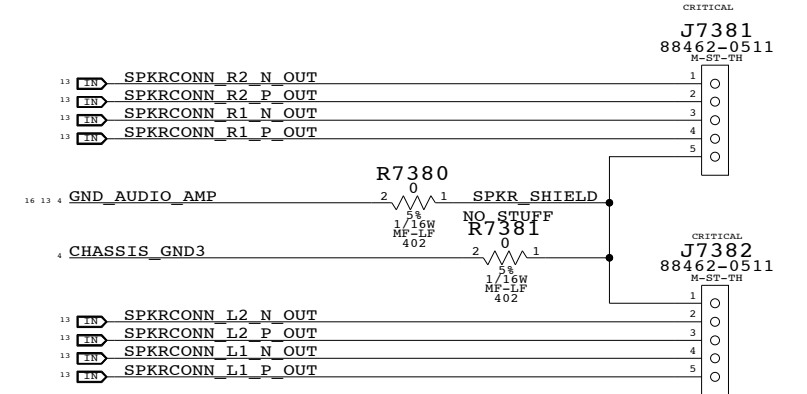 CRITICAL
J7381
88462-0511
M-ST-TH
13 IN SPKRCONN_R2_N_OUT 1
13 IN SPKRCONN_R2_P_OUT 2
13 IN SPKRCONN_R1_N_OUT 3
13 IN SPKRCONN_R1_P_OUT 4
5
R7380
0
16 13 4 GND_AUDIO_AMP 2 1 SPKR_SHIELD
5%
1/16W
MF-LF
402
NO STUFF
R7381
0
4 CHASSIS_GND3 2 1
5%
1/16W
MF-LF
402
CRITICAL
J7382
88462-0511
M-ST-TH
1
13 IN SPKRCONN_L2_N_OUT 2
13 IN SPKRCONN_L2_P_OUT 3
13 IN SPKRCONN_L1_N_OUT 4
13 IN SPKRCONN_L1_P_OUT 5